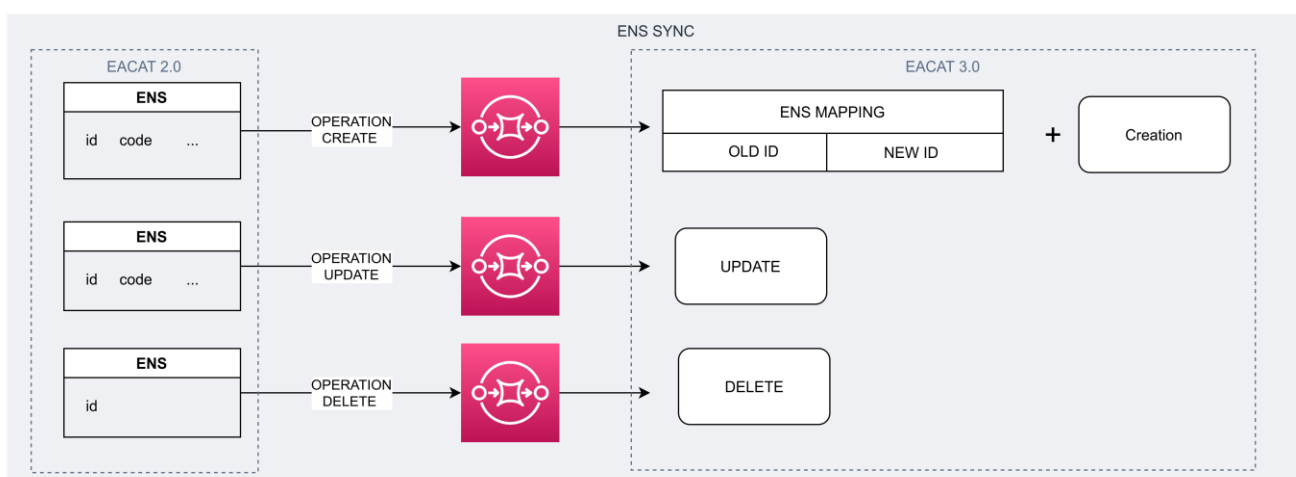 ENS SYNC
EACAT 2.0
EACAT 3.0
ENS
id code ...
OPERATION
CREATE
ENS MAPPING
OLD ID NEW ID
+
Creation
ENS
id code ...
OPERATION
UPDATE
UPDATE
ENS
id
OPERATION
DELETE
DELETE